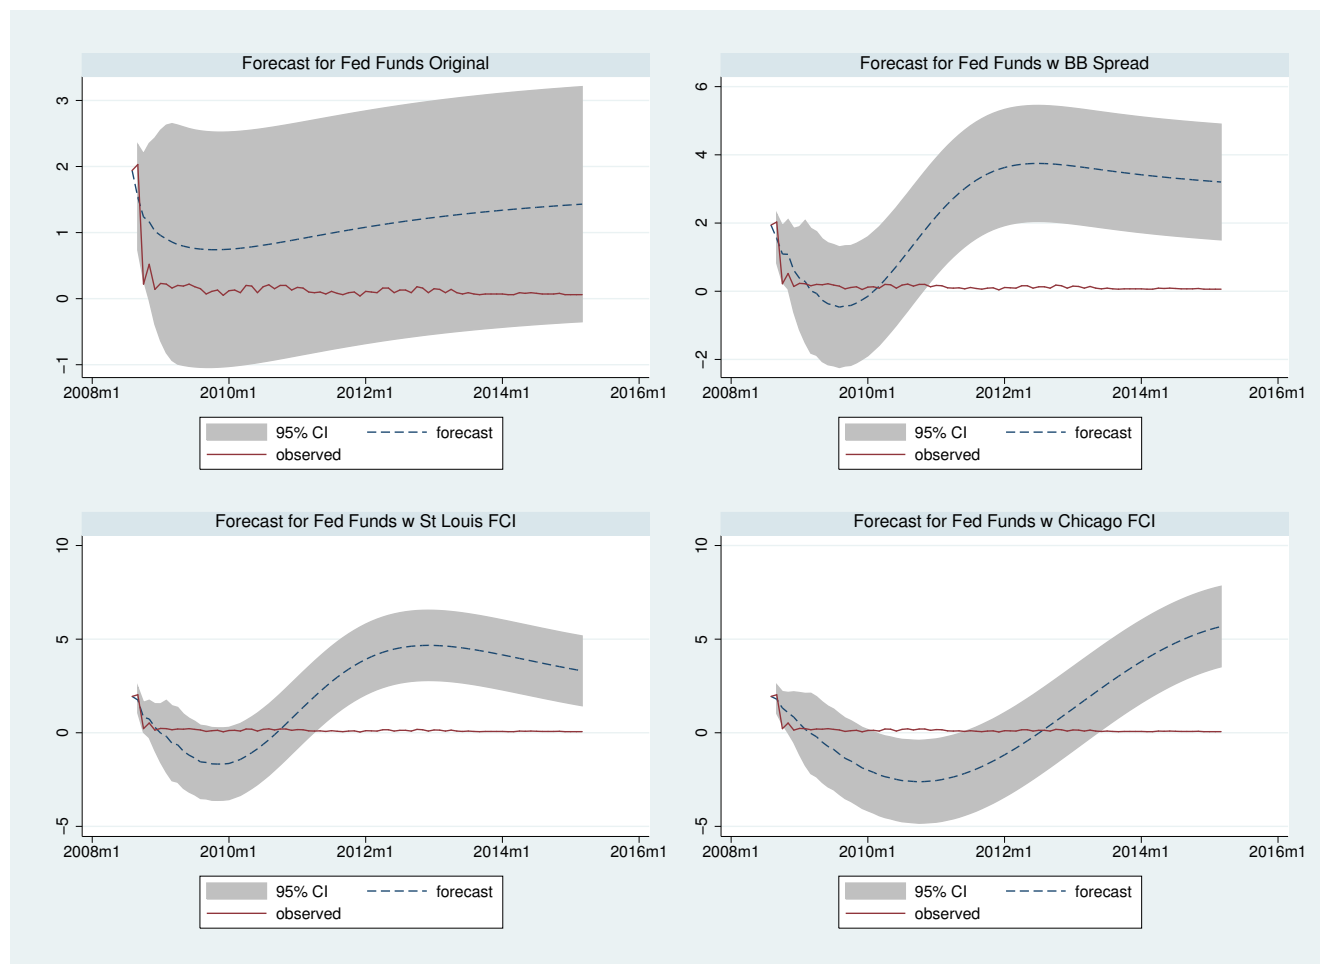 Forecast for Fed Funds Original
3
2
1
0
−1
2008m1 2010m1 2012m1 2014m1 2016m1
95% CI forecast
observed
Forecast for Fed Funds w BB Spread
6
4
2
0
−2
2008m1 2010m1 2012m1 2014m1 2016m1
95% CI forecast
observed
Forecast for Fed Funds w St Louis FCI
10
5
0
−5
2008m1 2010m1 2012m1 2014m1 2016m1
95% CI forecast
observed
Forecast for Fed Funds w Chicago FCI
10
5
0
−5
2008m1 2010m1 2012m1 2014m1 2016m1
95% CI forecast
observed